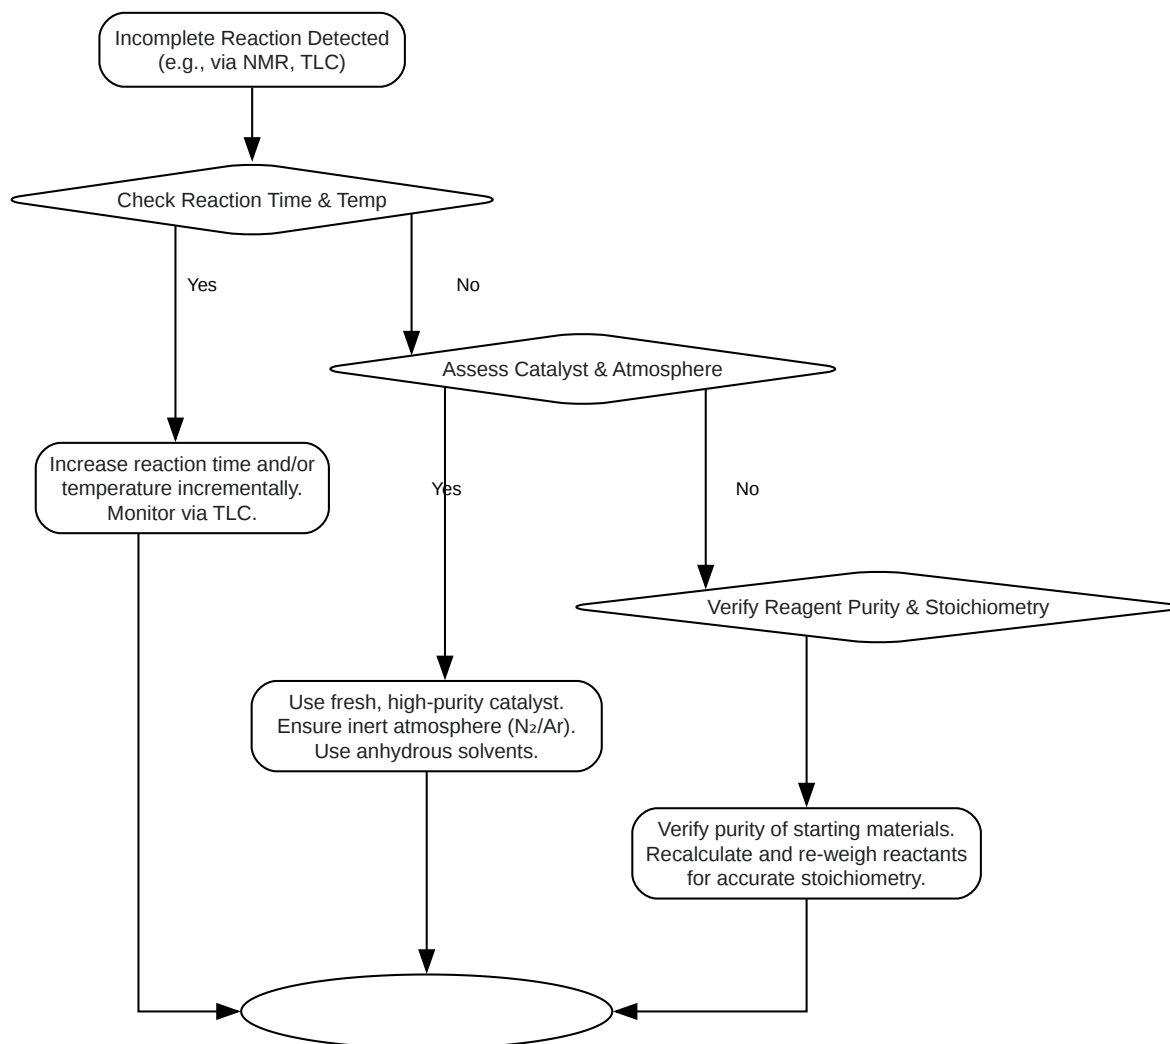 Incomplete Reaction Detected
(e.g., via NMR, TLC)
Check Reaction Time & Temp
Yes
No
Assess Catalyst & Atmosphere
Increase reaction time and/or
temperature incrementally.
Monitor via TLC.
Yes
No
Verify Reagent Purity & Stoichiometry
Use fresh, high-purity catalyst.
Ensure inert atmosphere (N₂/Ar).
Use anhydrous solvents.
Verify purity of starting materials.
Recalculate and re-weigh reactants
for accurate stoichiometry.